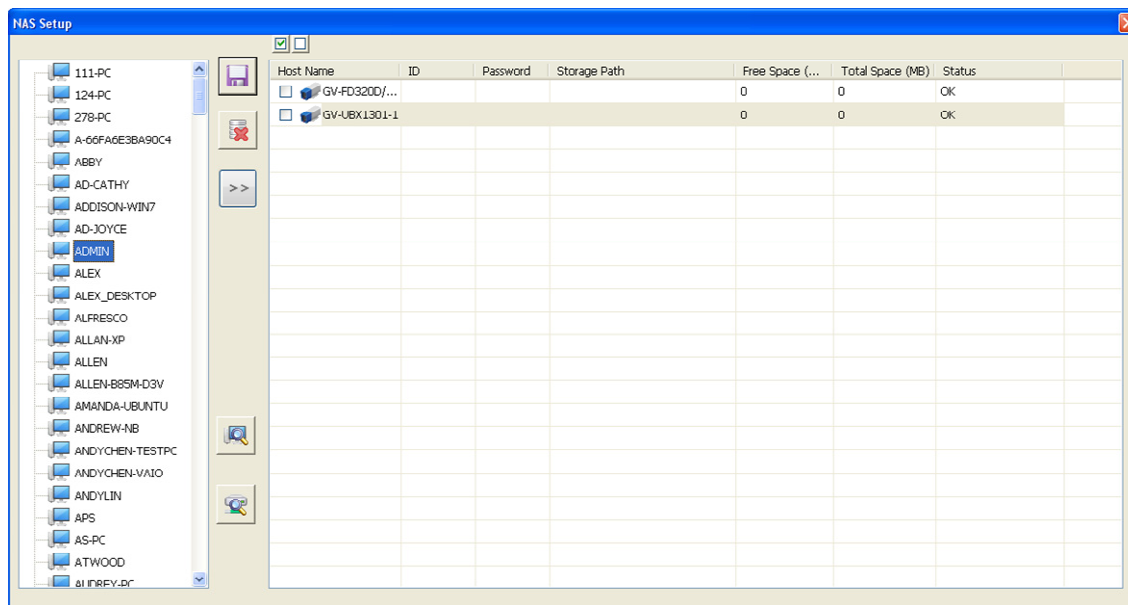 NAS Setup
111-PC
124-PC
278-PC
A-66FA6E3BA90C4
ABBY
AD-CATHY
ADDISON-WIN7
AD-JOYCE
ADMIN
ALEX
ALEX_DESKTOP
ALFRESCO
ALLAN-XP
ALLEN
ALLEN-B85M-D3V
AMANDA-UBUNTU
ANDREW-NB
ANDYCHEN-TESTPC
ANDYCHEN-VAIO
ANDYLIN
APS
AS-PC
ATWOOD
AUDREY-PC
>>
Host Name ID Password Storage Path Free Space (... Total Space (MB) Status
GV-FD320D/... 0 0 OK
GV-UBX1301-1 0 0 OK